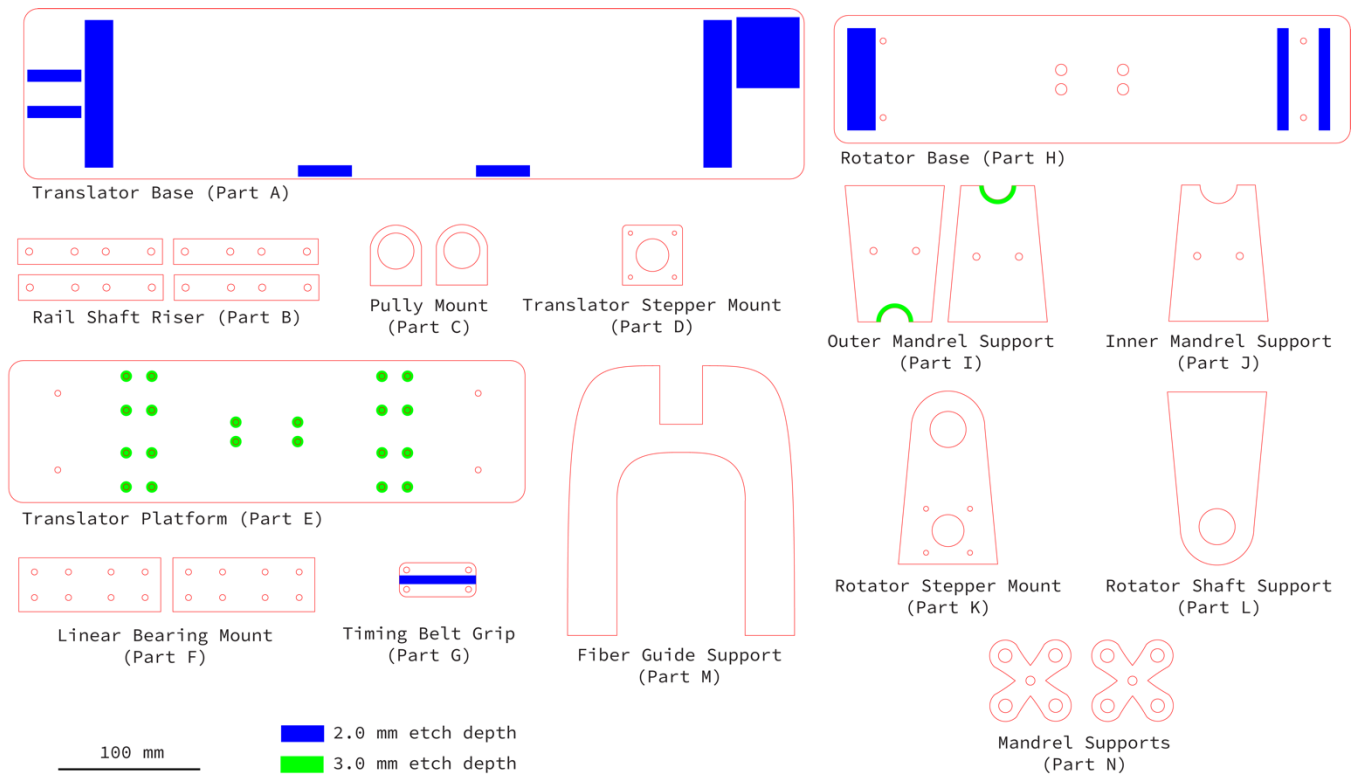 Translator Base (Part A)
Rotator Base (Part H)
Rail Shaft Riser (Part B)
Pully Mount
(Part C)
Translator Stepper Mount
(Part D)
Outer Mandrel Support
(Part I)
Inner Mandrel Support
(Part J)
Translator Platform (Part E)
Linear Bearing Mount
(Part F)
Timing Belt Grip
(Part G)
Fiber Guide Support
(Part M)
Rotator Stepper Mount
(Part K)
Rotator Shaft Support
(Part L)
Mandrel Supports
(Part N)
100 mm
2.0 mm etch depth
3.0 mm etch depth